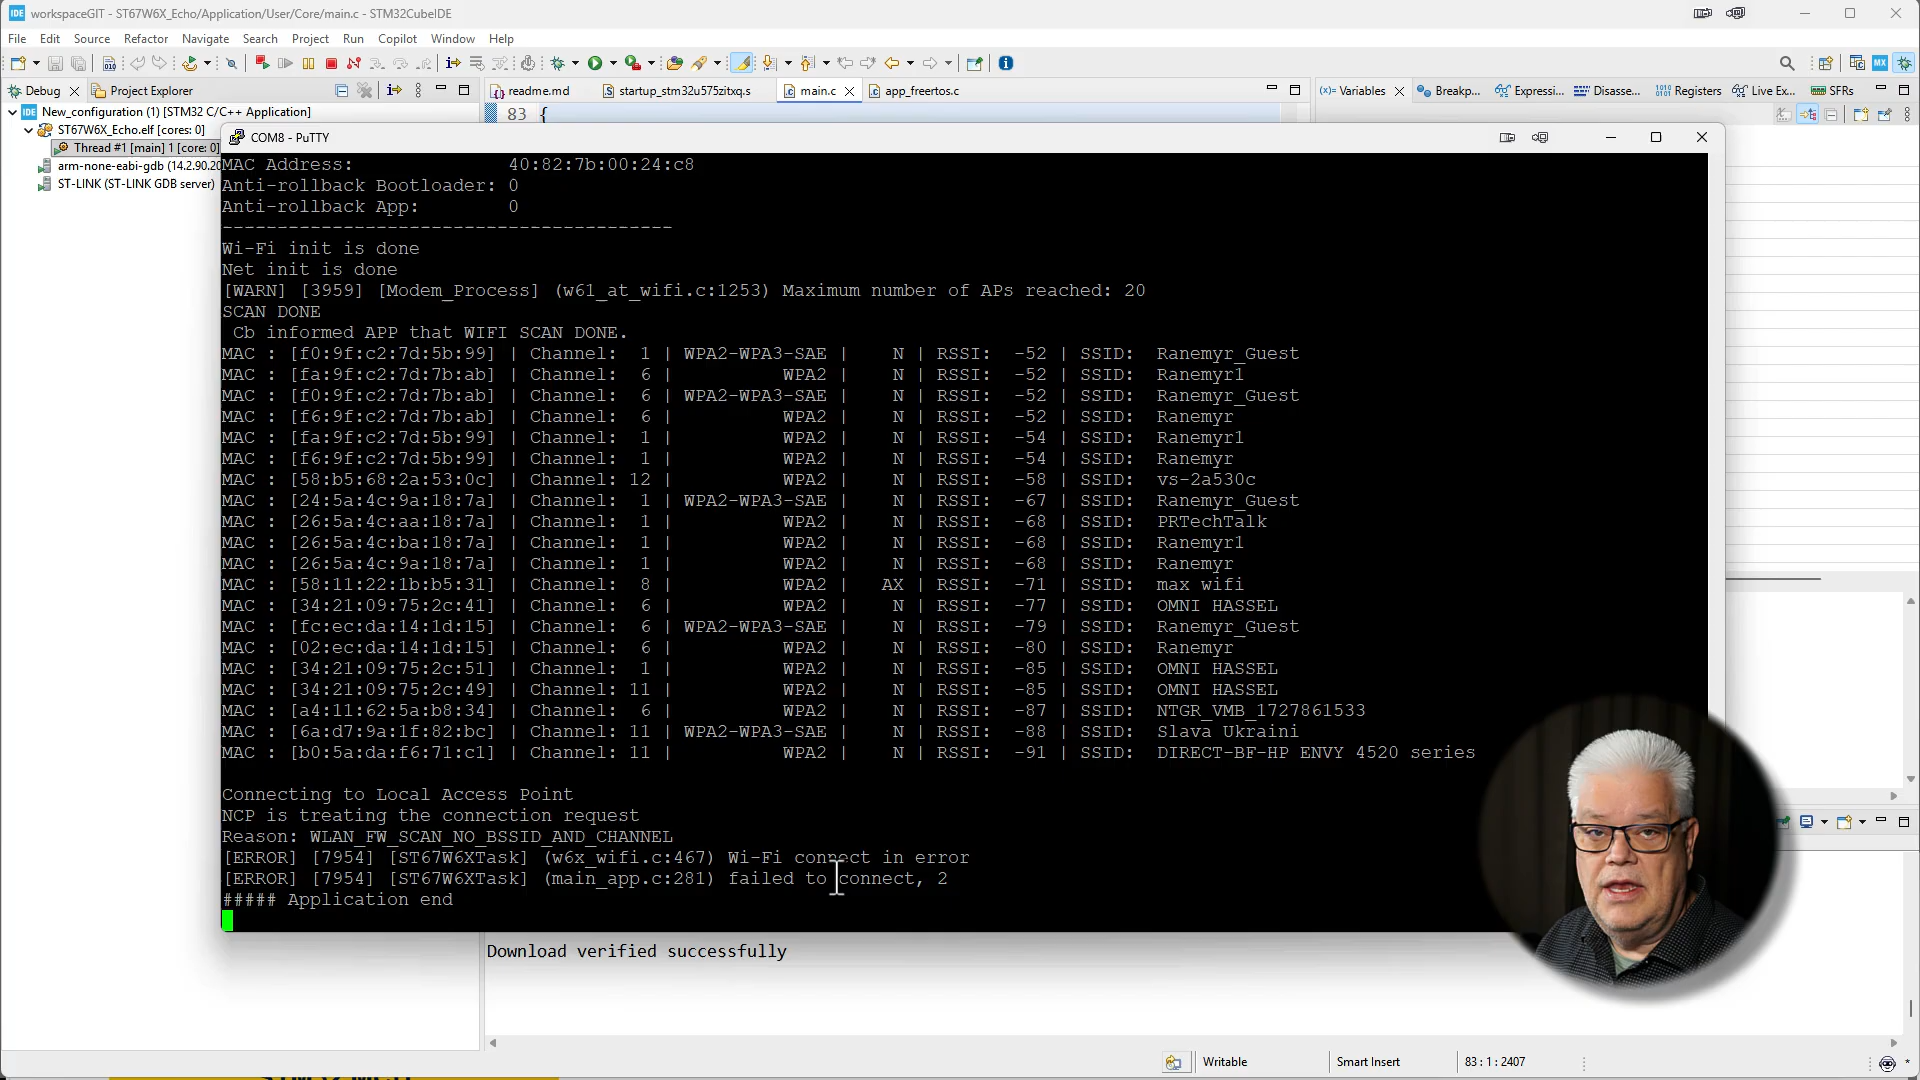 workspaceGIT - ST67W6X_Echo/Application/User/Core/main.c - STM32CubeIDE
File Edit Source Refactor Navigate Search Project Run Copilot Window Help
Debug Project Explorer
readme.md startup_stm32u575zitxq.s main.c app_freertos.c
(x)= Variables Breakp... Expressi... Disasse... Registers Live Ex... SFRs
New_configuration (1) [STM32 C/C++ Application]
83 {
ST67W6X_Echo.elf [cores: 0]
Thread #1 [main] 1 [core: 0]
arm-none-eabi-gdb (14.2.90.20
ST-LINK (ST-LINK GDB server)
COM8 - PuTTY
MAC Address: 40:82:7b:00:24:c8
Anti-rollback Bootloader: 0
Anti-rollback App: 0
-----------------------------------------
Wi-Fi init is done
Net init is done
[WARN] [3959] [Modem_Process] (w61_at_wifi.c:1253) Maximum number of APs reached: 20
SCAN DONE
Cb informed APP that WIFI SCAN DONE.
MAC : [f0:9f:c2:7d:5b:99] | Channel: 1 | WPA2-WPA3-SAE | N | RSSI: -52 | SSID: Ranemyr_Guest
MAC : [fa:9f:c2:7d:7b:ab] | Channel: 6 | WPA2 | N | RSSI: -52 | SSID: Ranemyr1
MAC : [f0:9f:c2:7d:7b:ab] | Channel: 6 | WPA2-WPA3-SAE | N | RSSI: -52 | SSID: Ranemyr_Guest
MAC : [f6:9f:c2:7d:7b:ab] | Channel: 6 | WPA2 | N | RSSI: -52 | SSID: Ranemyr
MAC : [fa:9f:c2:7d:5b:99] | Channel: 1 | WPA2 | N | RSSI: -54 | SSID: Ranemyr1
MAC : [f6:9f:c2:7d:5b:99] | Channel: 1 | WPA2 | N | RSSI: -54 | SSID: Ranemyr
MAC : [58:b5:68:2a:53:0c] | Channel: 12 | WPA2 | N | RSSI: -58 | SSID: vs-2a530c
MAC : [24:5a:4c:9a:18:7a] | Channel: 1 | WPA2-WPA3-SAE | N | RSSI: -67 | SSID: Ranemyr_Guest
MAC : [26:5a:4c:aa:18:7a] | Channel: 1 | WPA2 | N | RSSI: -68 | SSID: PRTechTalk
MAC : [26:5a:4c:ba:18:7a] | Channel: 1 | WPA2 | N | RSSI: -68 | SSID: Ranemyr1
MAC : [26:5a:4c:9a:18:7a] | Channel: 1 | WPA2 | N | RSSI: -68 | SSID: Ranemyr
MAC : [58:11:22:1b:b5:31] | Channel: 8 | WPA2 | AX | RSSI: -71 | SSID: max wifi
MAC : [34:21:09:75:2c:41] | Channel: 6 | WPA2 | N | RSSI: -77 | SSID: OMNI HASSEL
MAC : [fc:ec:da:14:1d:15] | Channel: 6 | WPA2-WPA3-SAE | N | RSSI: -79 | SSID: Ranemyr_Guest
MAC : [02:ec:da:14:1d:15] | Channel: 6 | WPA2 | N | RSSI: -80 | SSID: Ranemyr
MAC : [34:21:09:75:2c:51] | Channel: 1 | WPA2 | N | RSSI: -85 | SSID: OMNI HASSEL
MAC : [34:21:09:75:2c:49] | Channel: 11 | WPA2 | N | RSSI: -85 | SSID: OMNI HASSEL
MAC : [a4:11:62:5a:b8:34] | Channel: 6 | WPA2 | N | RSSI: -87 | SSID: NTGR_VMB_1727861533
MAC : [6a:d7:9a:1f:82:bc] | Channel: 11 | WPA2-WPA3-SAE | N | RSSI: -88 | SSID: Slava Ukraini
MAC : [b0:5a:da:f6:71:c1] | Channel: 11 | WPA2 | N | RSSI: -91 | SSID: DIRECT-BF-HP ENVY 4520 series
Connecting to Local Access Point
NCP is treating the connection request
Reason: WLAN_FW_SCAN_NO_BSSID_AND_CHANNEL
[ERROR] [7954] [ST67W6XTask] (w6x_wifi.c:467) Wi-Fi connect in error
[ERROR] [7954] [ST67W6XTask] (main_app.c:281) failed to connect, 2
##### Application end
Download verified successfully
Writable Smart Insert 83 : 1 : 2407